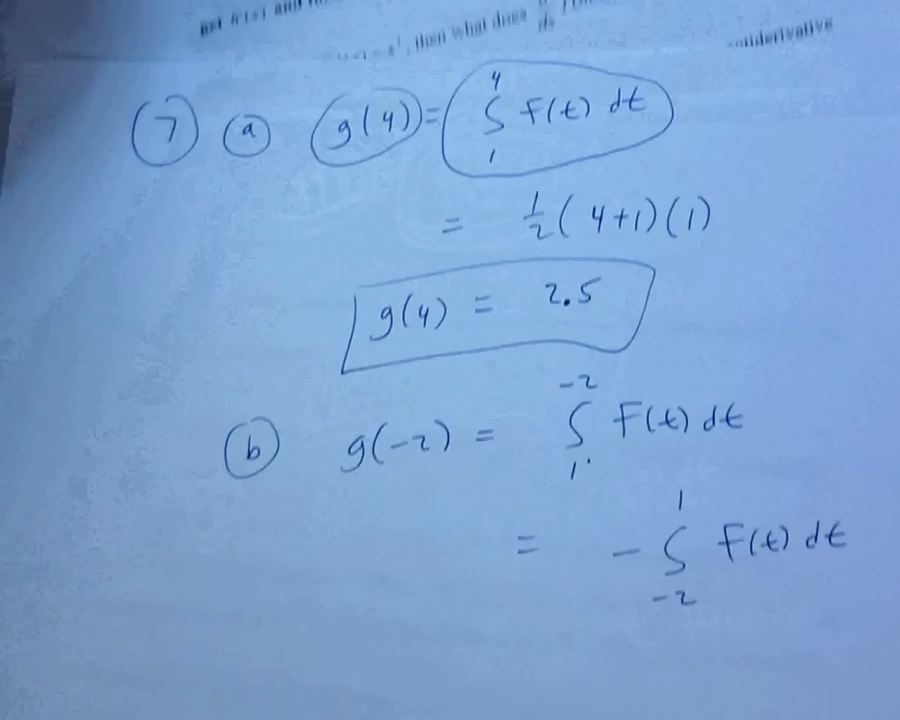 , then what does
7 a g(4) = ∫₁⁴ f(t) dt
= ½(4+1)(1)
g(4) = 2.5
b g(-2) = ∫₁⁻² f(t) dt
= - ∫₋₂¹ f(t) dt